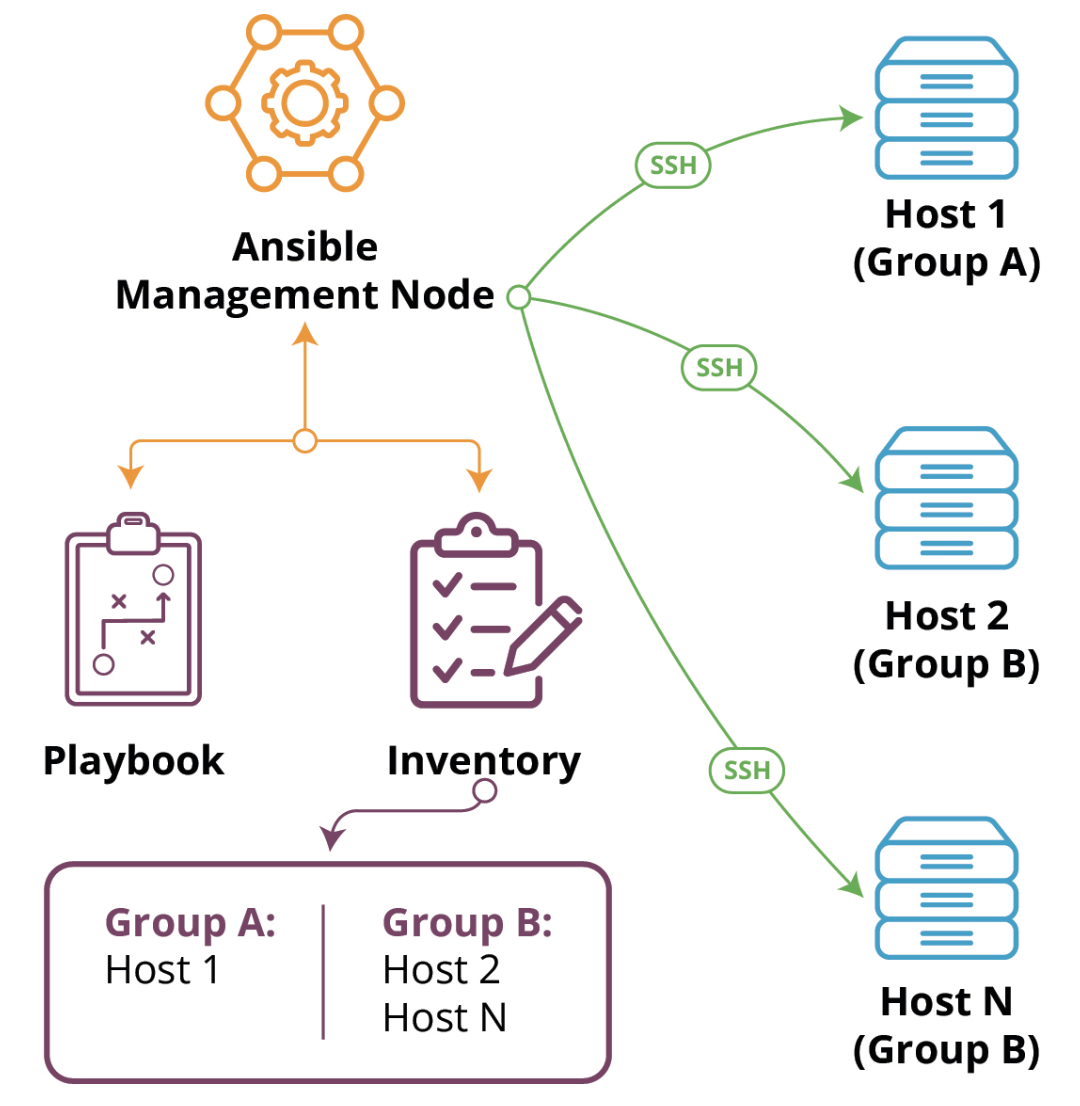 Ansible
Management Node
SSH
Host 1
(Group A)
SSH
Host 2
(Group B)
Playbook
Inventory
SSH
Group A:
Host 1
Group B:
Host 2
Host N
Host N
(Group B)